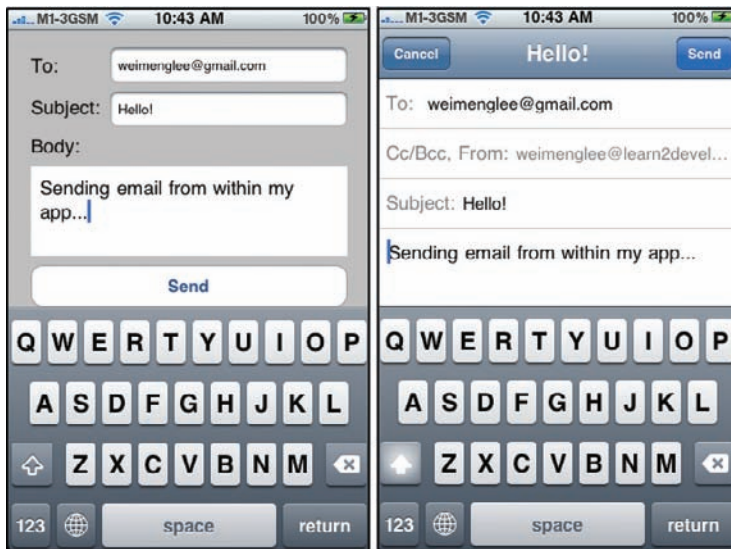 M1-3GSM 10:43 AM 100%
To: weimenglee@gmail.com
Subject: Hello!
Body:
Sending email from within my
app...
Send
Q W E R T Y U I O P
A S D F G H J K L
Z X C V B N M
123 space return
M1-3GSM 10:43 AM 100%
Cancel Hello! Send
To: weimenglee@gmail.com
Cc/Bcc, From: weimenglee@learn2devel...
Subject: Hello!
Sending email from within my app...
Q W E R T Y U I O P
A S D F G H J K L
Z X C V B N M
123 space return